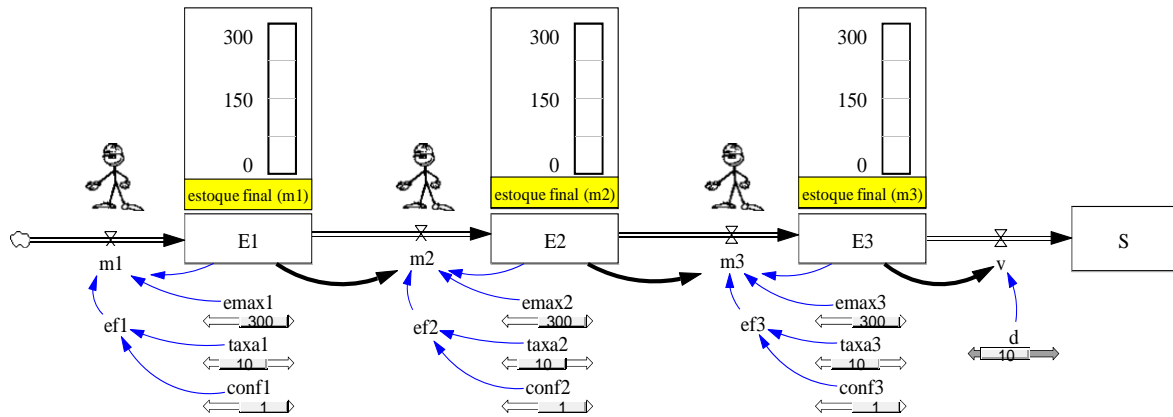 300
150
0
estoque final (m1)
300
150
0
estoque final (m2)
300
150
0
estoque final (m3)
E1
E2
E3
S
m1
m2
m3
v
emax1
300
ef1
taxa1
10
conf1
1
emax2
300
ef2
taxa2
10
conf2
1
emax3
300
ef3
taxa3
10
conf3
1
d
10